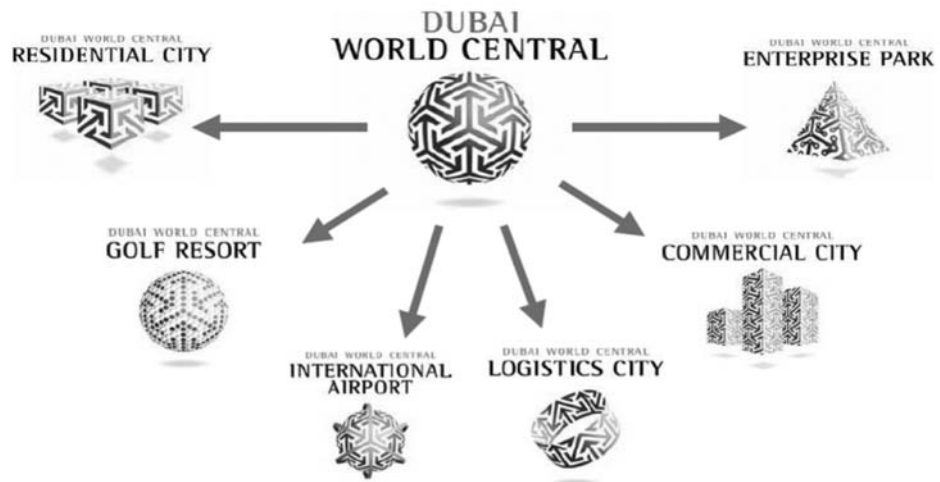 DUBAI
WORLD CENTRAL
DUBAI WORLD CENTRAL
RESIDENTIAL CITY
DUBAI WORLD CENTRAL
ENTERPRISE PARK
DUBAI WORLD CENTRAL
GOLF RESORT
DUBAI WORLD CENTRAL
COMMERCIAL CITY
DUBAI WORLD CENTRAL
INTERNATIONAL
AIRPORT
DUBAI WORLD CENTRAL
LOGISTICS CITY